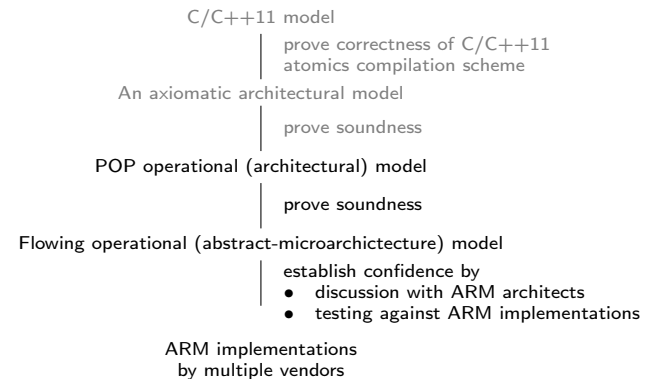 C/C++11 model
prove correctness of C/C++11
atomics compilation scheme
An axiomatic architectural model
prove soundness
POP operational (architectural) model
prove soundness
Flowing operational (abstract-microarchictecture) model
establish confidence by
• discussion with ARM architects
• testing against ARM implementations
ARM implementations
by multiple vendors